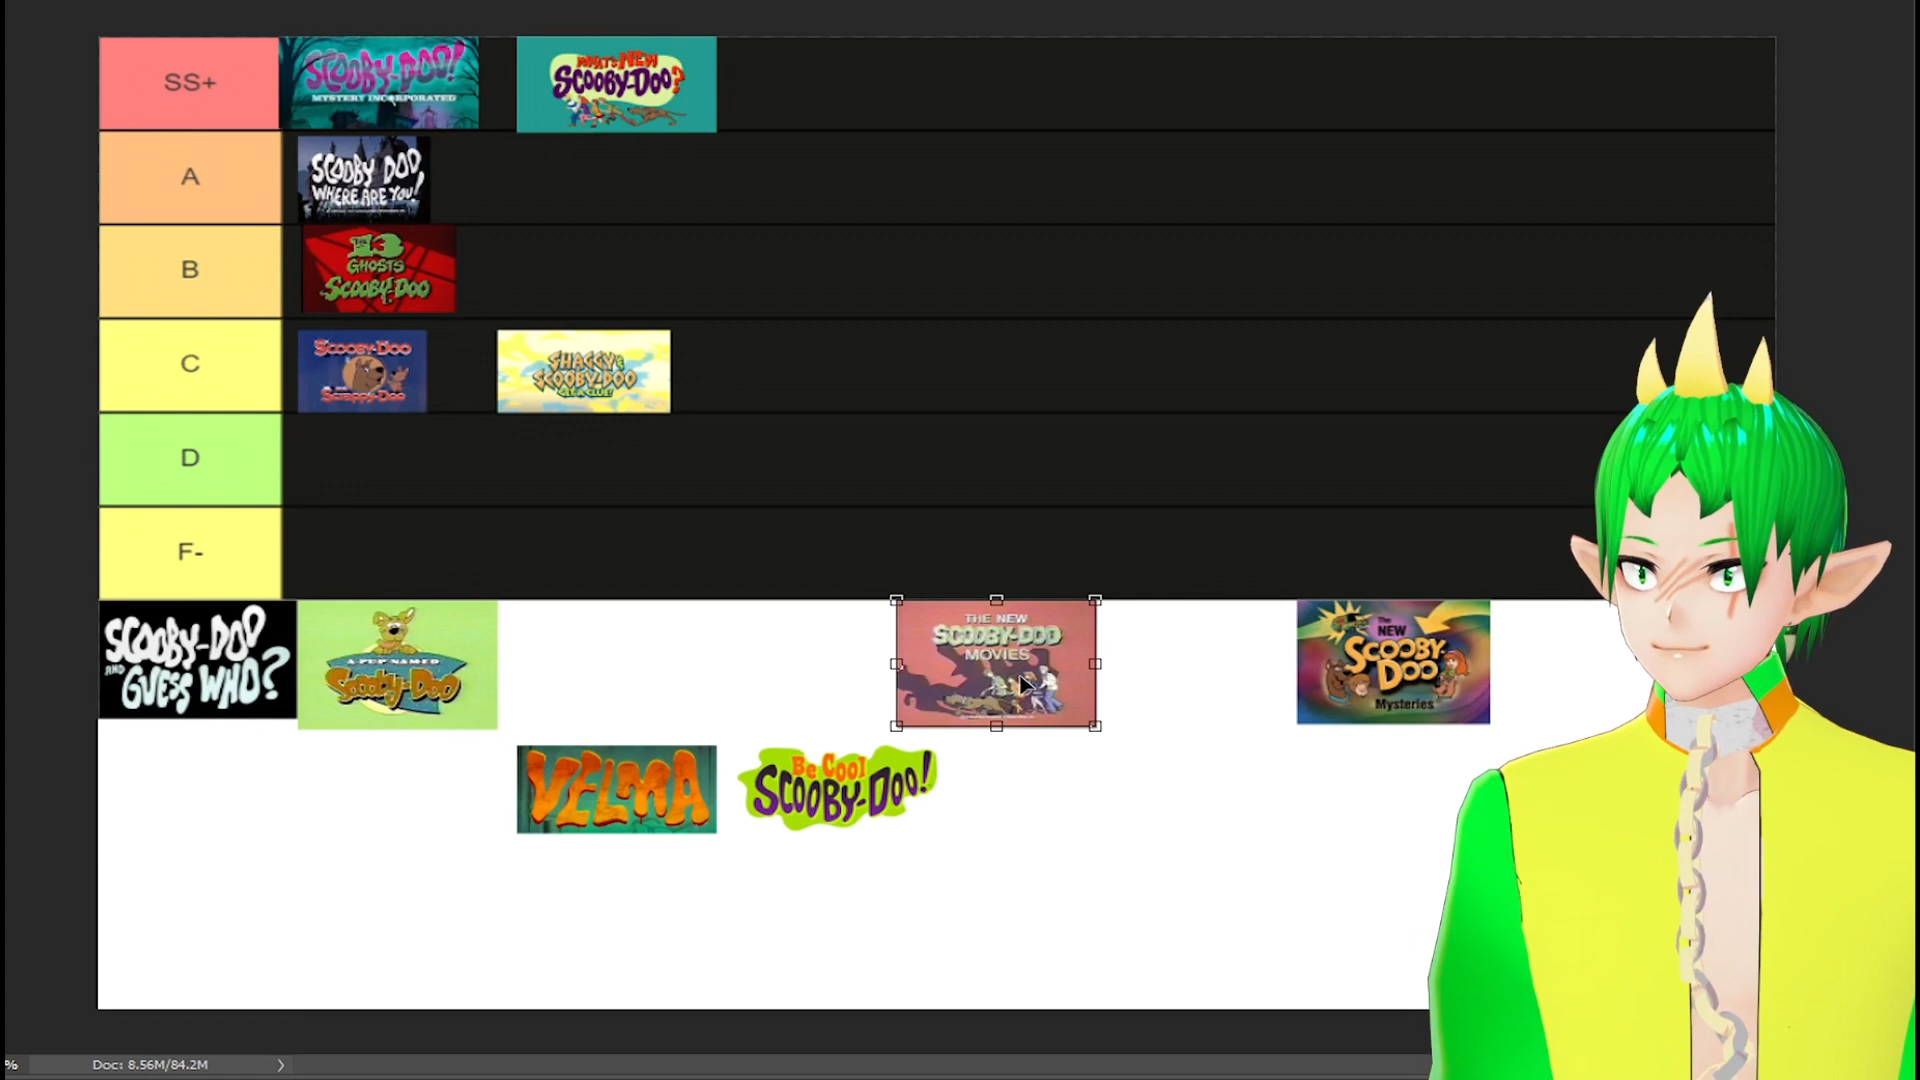 SS+
SCOOBY-DOO!
MYSTERY INCORPORATED
WHAT'S NEW
SCOOBY-DOO?
A
SCOOBY DOO
WHERE ARE YOU!
B
THE 13
GHOSTS
SCOOBY-DOO
C
SCOOBY-DOO
SCRAPPY-DOO
SHAGGY &
SCOOBY-DOO
GET A CLUE!
D
F-
SCOOBY-DOO
AND
GUESS WHO?
A PUP NAMED
SCOOBY-DOO
THE NEW
SCOOBY-DOO
MOVIES
The
NEW
SCOOBY-
DOO
Mysteries
VELMA
Be Cool
SCOOBY-DOO!
%
Doc: 8.56M/84.2M